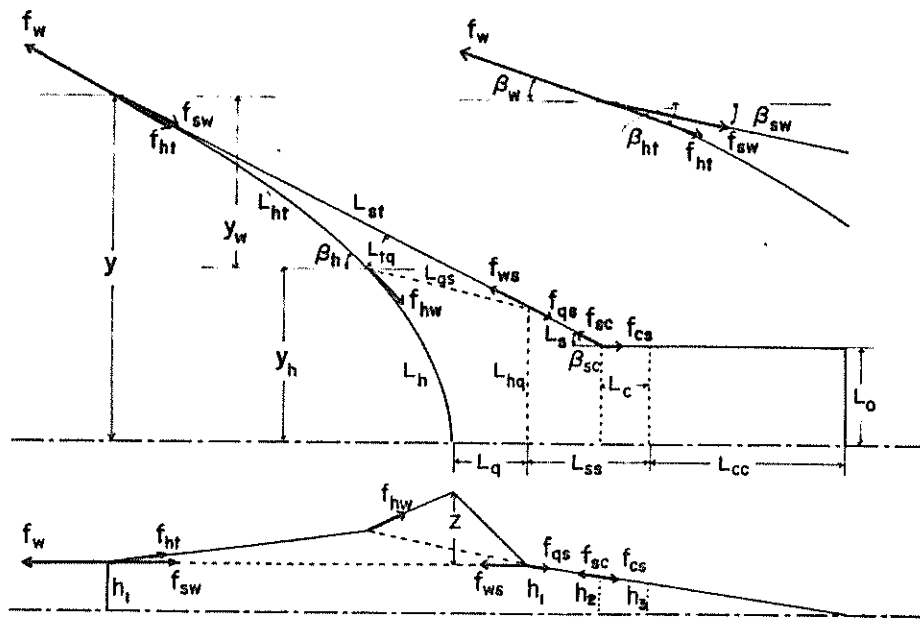 f_w
f_w
β_w
f_sw
f_ht
β_sw
β_ht
f_sw
f_ht
L_ht
L_st
y_w
y
β_h
L_tq
L_qs
f_ws
f_hw
f_qs
f_sc
f_cs
L_s
β_sc
y_h
L_h
L_hq
L_c
L_o
L_q
L_ss
L_cc
f_hw
z
f_w
f_ht
f_sw
f_ws
f_qs
f_sc
f_cs
h_1
h_1
h_2
h_3